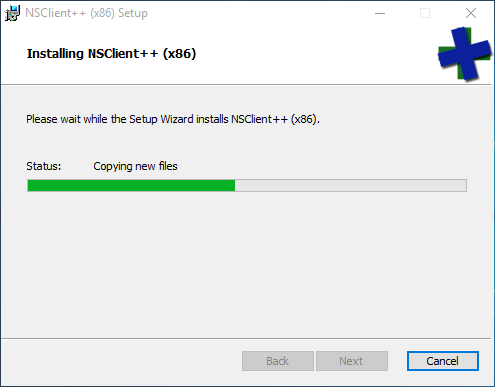 NSClient++ (x86) Setup
Installing NSClient++ (x86)
Please wait while the Setup Wizard installs NSClient++ (x86).
Status: Copying new files
Back Next Cancel